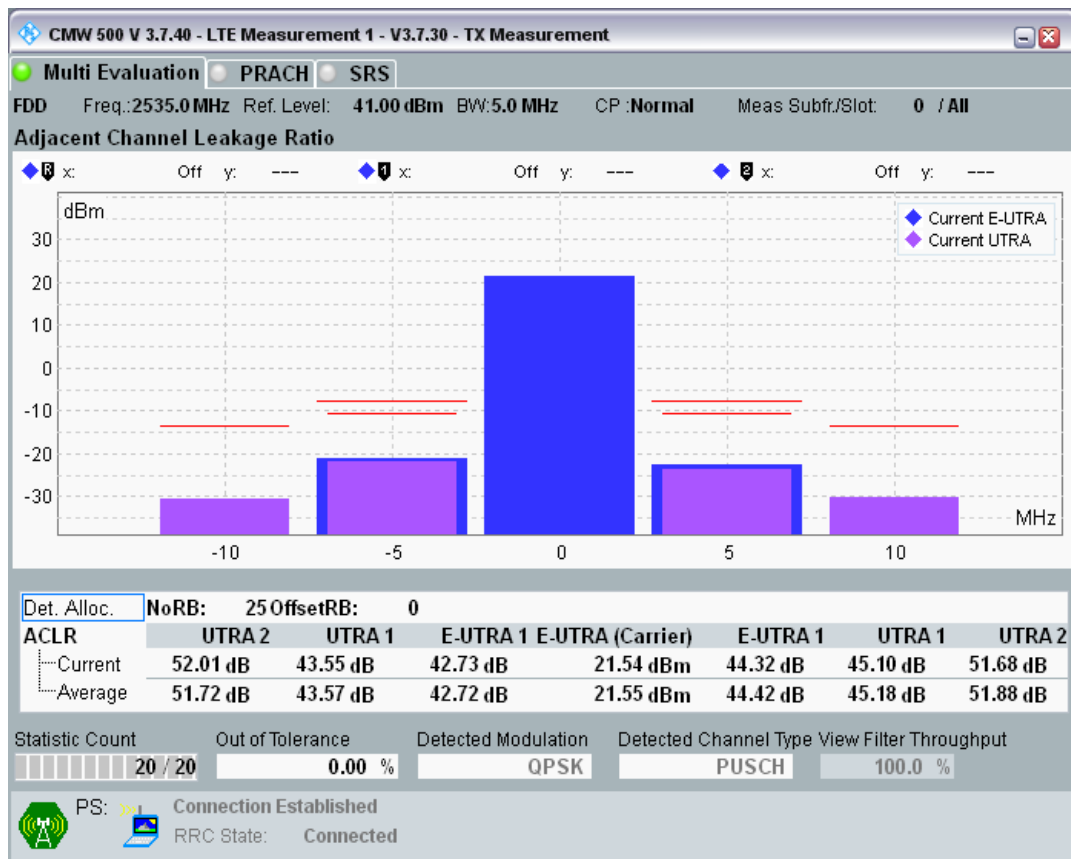 CMW 500 V 3.7.40 - LTE Measurement 1 - V3.7.30 - TX Measurement
Multi Evaluation PRACH SRS
FDD Freq.:2535.0 MHz Ref. Level: 41.00 dBm BW:5.0 MHz CP :Normal Meas Subfr./Slot: 0 / All
Adjacent Channel Leakage Ratio
R x: Off y: --- 1 x: Off y: --- 2 x: Off y: ---
dBm
Current E-UTRA
Current UTRA
30
20
10
0
-10
-20
-30
MHz
-10 -5 0 5 10
Det. Alloc. NoRB: 25 OffsetRB: 0
ACLR UTRA 2 UTRA 1 E-UTRA 1 E-UTRA (Carrier) E-UTRA 1 UTRA 1 UTRA 2
Current 52.01 dB 43.55 dB 42.73 dB 21.54 dBm 44.32 dB 45.10 dB 51.68 dB
Average 51.72 dB 43.57 dB 42.72 dB 21.55 dBm 44.42 dB 45.18 dB 51.88 dB
Statistic Count Out of Tolerance Detected Modulation Detected Channel Type View Filter Throughput
20 / 20 0.00 % QPSK PUSCH 100.0 %
PS: Connection Established
RRC State: Connected